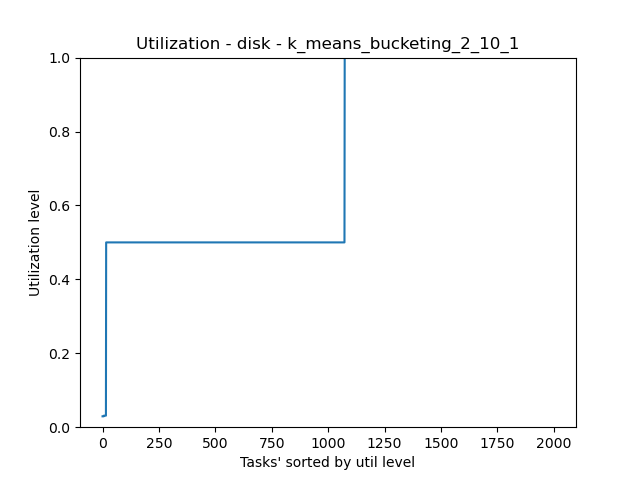 Utilization - disk - k_means_bucketing_2_10_1
1.0
0.8
0.6
0.4
0.2
0.0
Utilization level
0 250 500 750 1000 1250 1500 1750 2000
Tasks' sorted by util level